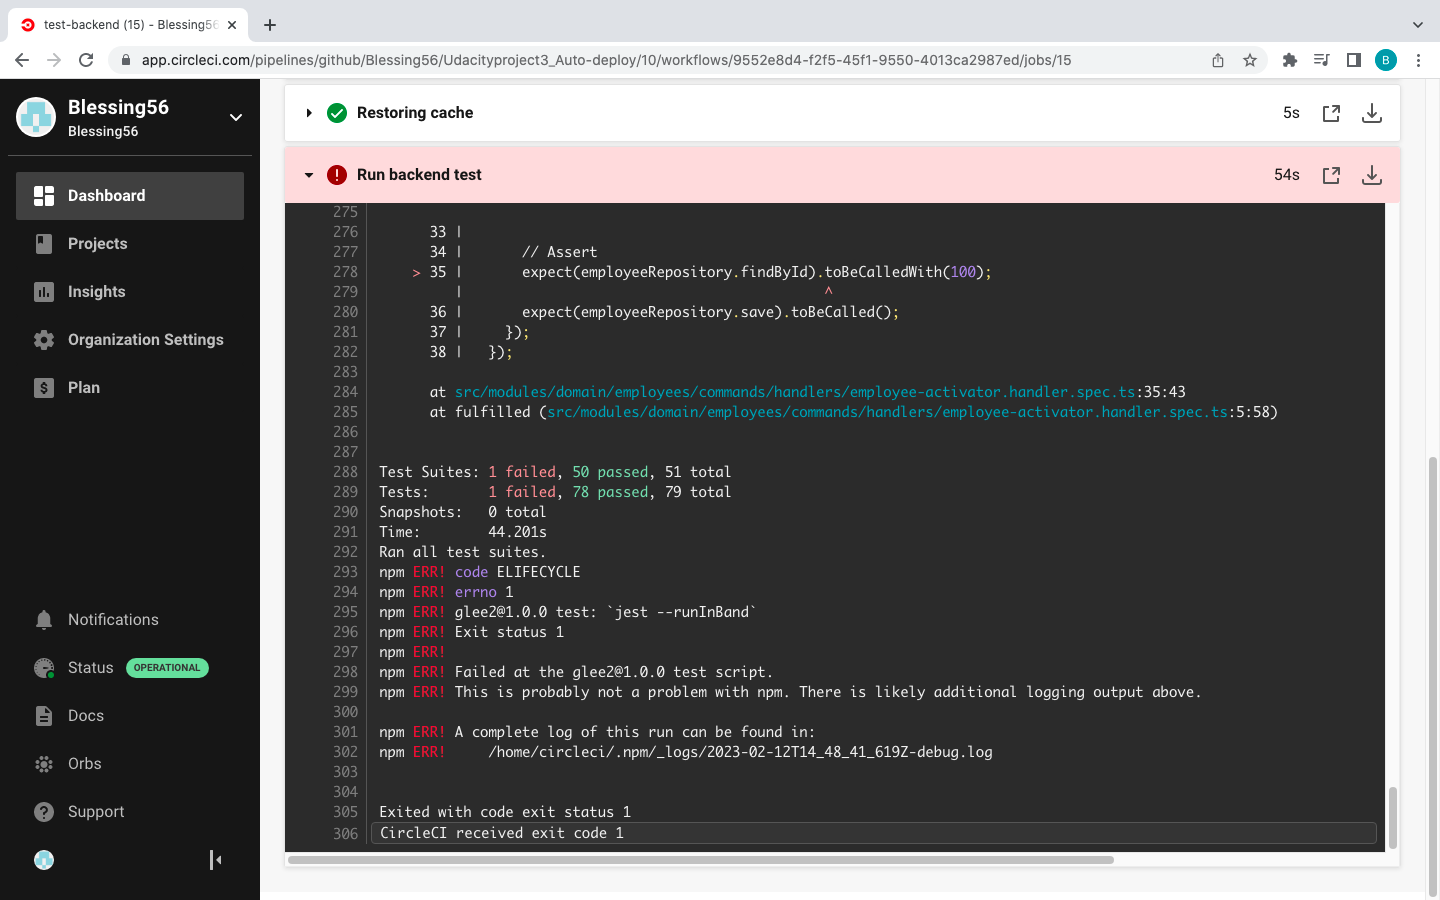 test-backend (15) - Blessing56
app.circleci.com/pipelines/github/Blessing56/Udacityproject3_Auto-deploy/10/workflows/9552e8d4-f2f5-45f1-9550-4013ca2987ed/jobs/15
B
Blessing56
Blessing56
Dashboard
Projects
Insights
Organization Settings
Plan
Notifications
Status OPERATIONAL
Docs
Orbs
Support
Restoring cache 5s
Run backend test 54s
275
276 33 |
277 34 | // Assert
278 > 35 | expect(employeeRepository.findById).toBeCalledWith(100);
279 | ^
280 36 | expect(employeeRepository.save).toBeCalled();
281 37 | });
282 38 | });
283
284 at src/modules/domain/employees/commands/handlers/employee-activator.handler.spec.ts:35:43
285 at fulfilled (src/modules/domain/employees/commands/handlers/employee-activator.handler.spec.ts:5:58)
286
287
288 Test Suites: 1 failed, 50 passed, 51 total
289 Tests: 1 failed, 78 passed, 79 total
290 Snapshots: 0 total
291 Time: 44.201s
292 Ran all test suites.
293 npm ERR! code ELIFECYCLE
294 npm ERR! errno 1
295 npm ERR! glee2@1.0.0 test: `jest --runInBand`
296 npm ERR! Exit status 1
297 npm ERR!
298 npm ERR! Failed at the glee2@1.0.0 test script.
299 npm ERR! This is probably not a problem with npm. There is likely additional logging output above.
300
301 npm ERR! A complete log of this run can be found in:
302 npm ERR! /home/circleci/.npm/_logs/2023-02-12T14_48_41_619Z-debug.log
303
304
305 Exited with code exit status 1
306 CircleCI received exit code 1